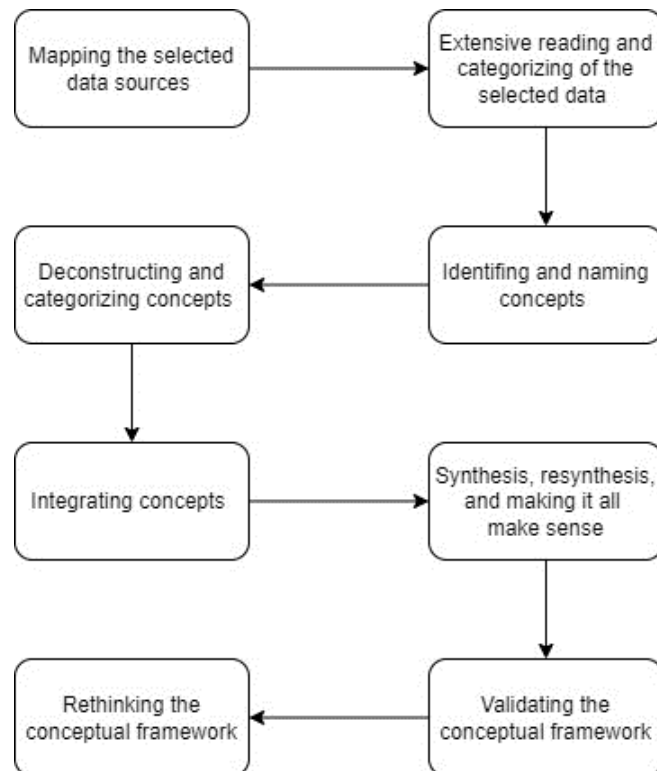 Mapping the selected
data sources
Extensive reading and
categorizing of the
selected data
Identifing and naming
concepts
Deconstructing and
categorizing concepts
Integrating concepts
Synthesis, resynthesis,
and making it all
make sense
Validating the
conceptual framework
Rethinking the
conceptual framework